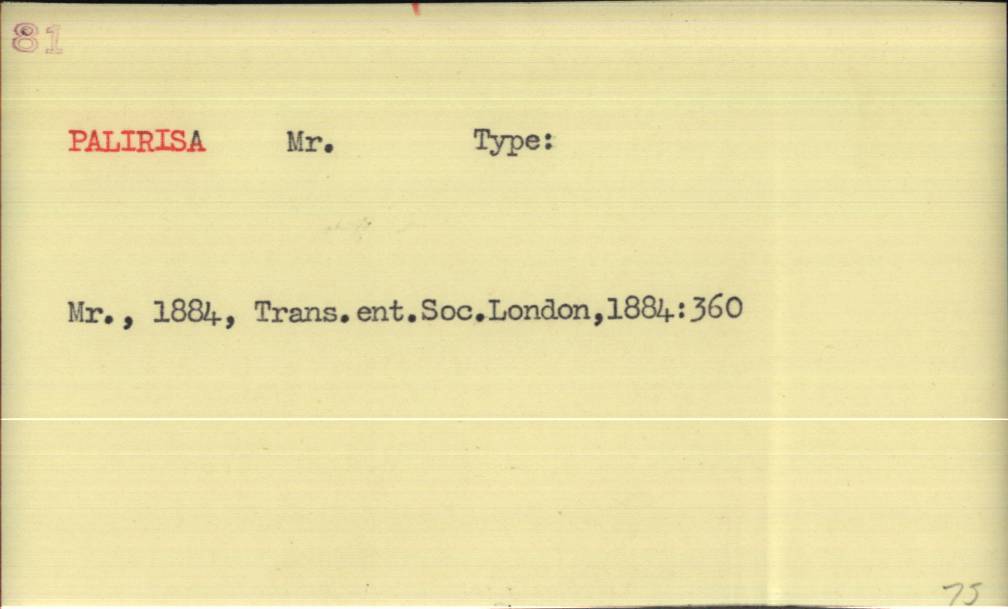 81
PALIRISA Mr. Type:
Mr., 1884, Trans.ent.Soc.London,1884:360
75